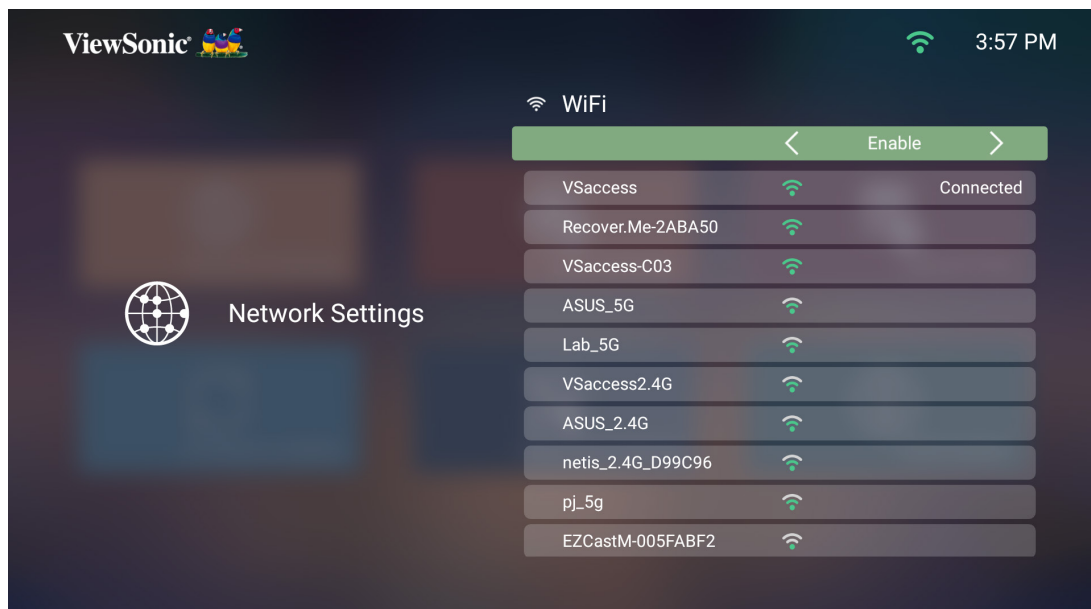 ViewSonic
3:57 PM
WiFi
Enable
VSaccess Connected
Recover.Me-2ABA50
VSaccess-C03
ASUS_5G
Network Settings
Lab_5G
VSaccess2.4G
ASUS_2.4G
netis_2.4G_D99C96
pj_5g
EZCastM-005FABF2